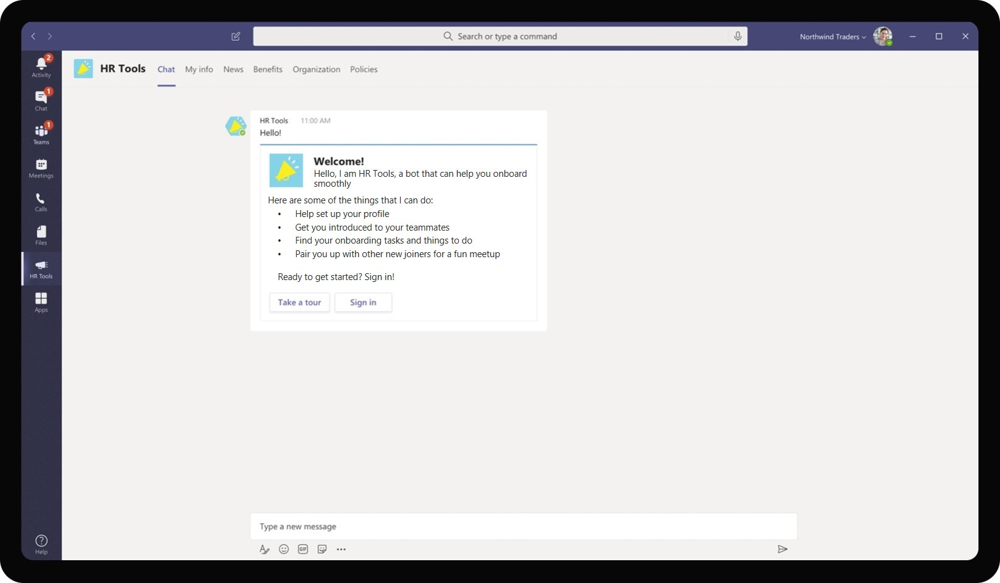 Search or type a command
Northwind Traders
2
Activity
1
Chat
1
Teams
Meetings
Calls
Files
HR Tools
Apps
Help
HR Tools
Chat
My info
News
Benefits
Organization
Policies
HR Tools 11:00 AM
Hello!
Welcome!
Hello, I am HR Tools, a bot that can help you onboard
smoothly
Here are some of the things that I can do:
• Help set up your profile
• Get you introduced to your teammates
• Find your onboarding tasks and things to do
• Pair you up with other new joiners for a fun meetup
Ready to get started? Sign in!
Take a tour
Sign in
Type a new message
GIF